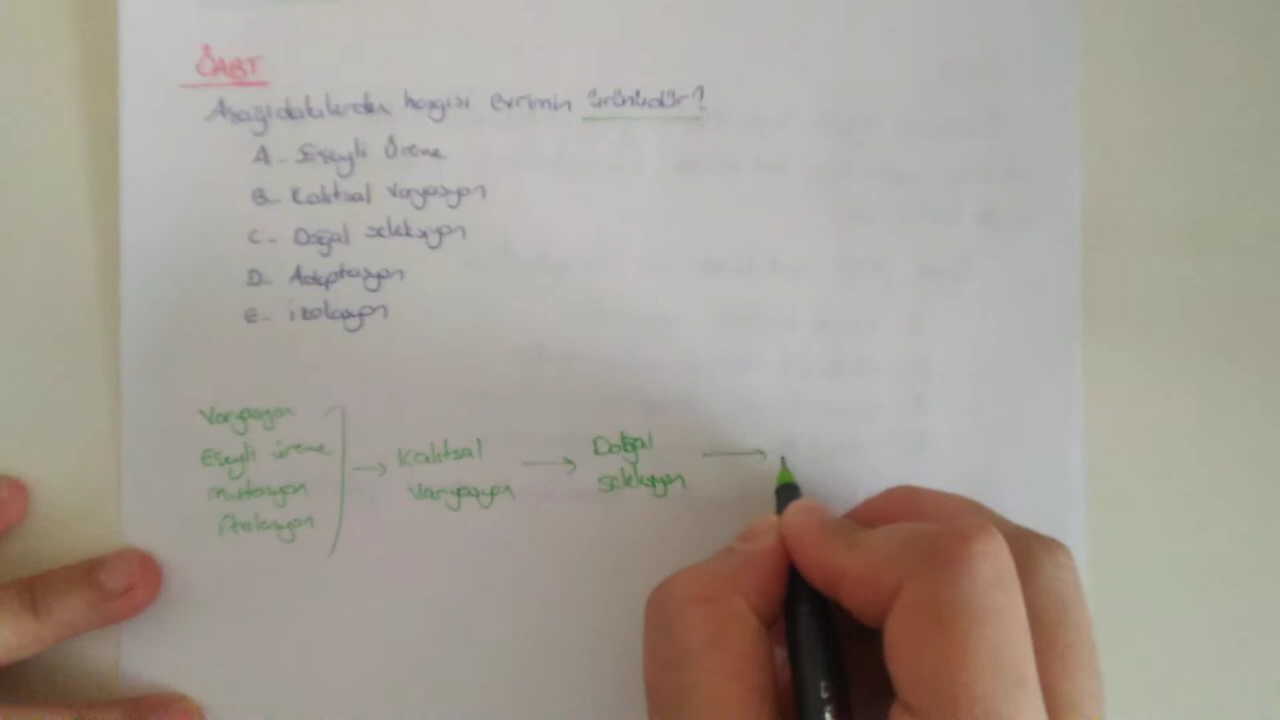 ÖABT
Aşağıdakilerden hangisi evrimin ürünüdür?
A - Eşeyli Üreme
B - Kalıtsal Varyasyon
C - Doğal seleksiyon
D - Adaptasyon
E - izolasyon
Varyasyon
Eşeyli üreme
mutasyon
İzolasyon
→ Kalıtsal
Varyasyon
→ Doğal
seleksiyon
→